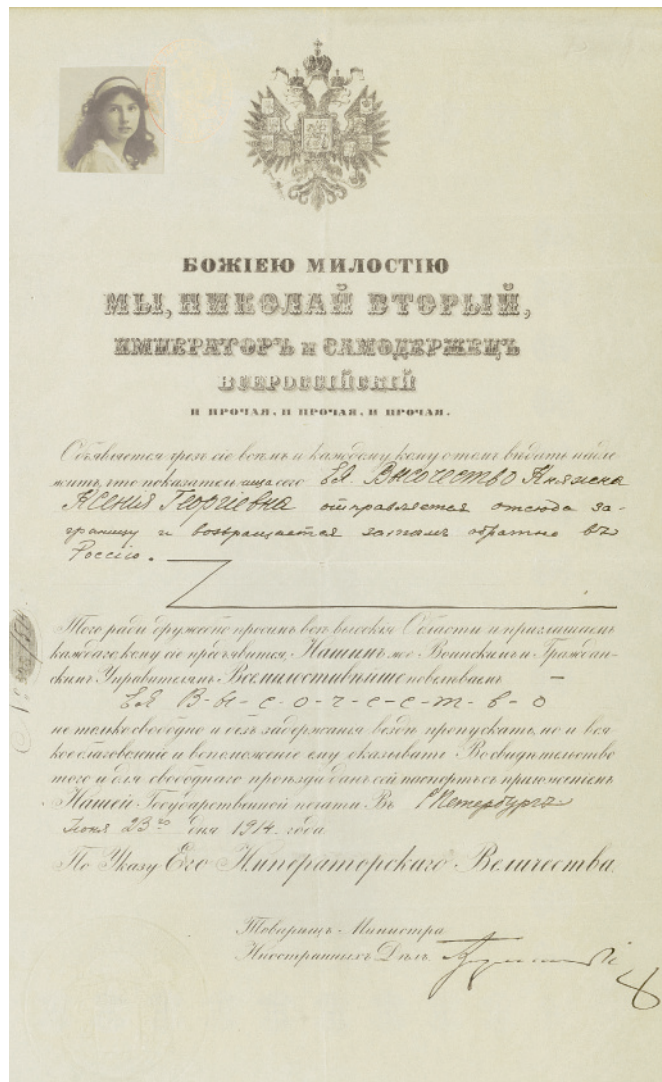 БОЖІЕЮ МИЛОСТІЮ
МЫ, НИКОЛАЙ ВТОРЫЙ,
ИМПЕРАТОРЪ и САМОДЕРЖЕЦЪ
ВСЕРОССІЙСКІЙ
И ПРОЧАЯ, И ПРОЧАЯ, И ПРОЧАЯ.
Объявляется чрезъ сіе всѣмъ и каждому, кому о томъ вѣдать надле
житъ, что показательница сего Ея Высочество Княжна
Ксенія Георгіевна отправляется отсюда за-
границу и возвращается затѣмъ обратно въ
Россію.
Того ради дружебно просимъ всѣ высокія Области и приглашаемъ
каждаго, кому сіе предъявится, Нашимъ же Воинскимъ и Граждан-
скимъ Управителямъ Всемилостивѣйше повелѣваемъ
Ея В-ы-с-о-ч-е-с-т-в-о
не только свободно и безъ задержанія вездѣ пропускать, но и вся
кое благоволеніе и вспоможеніе ему оказывать Во свидѣтельство
того и для свободнаго проѣзда данъ сей паспортъ съ приложеніемъ
Нашей Государственной печати Въ С Петербургѣ
Іюня 23го дня 1914 года
По Указу Его Императорскаго Величества
Товарищъ Министра
Иностранныхъ Дѣлъ